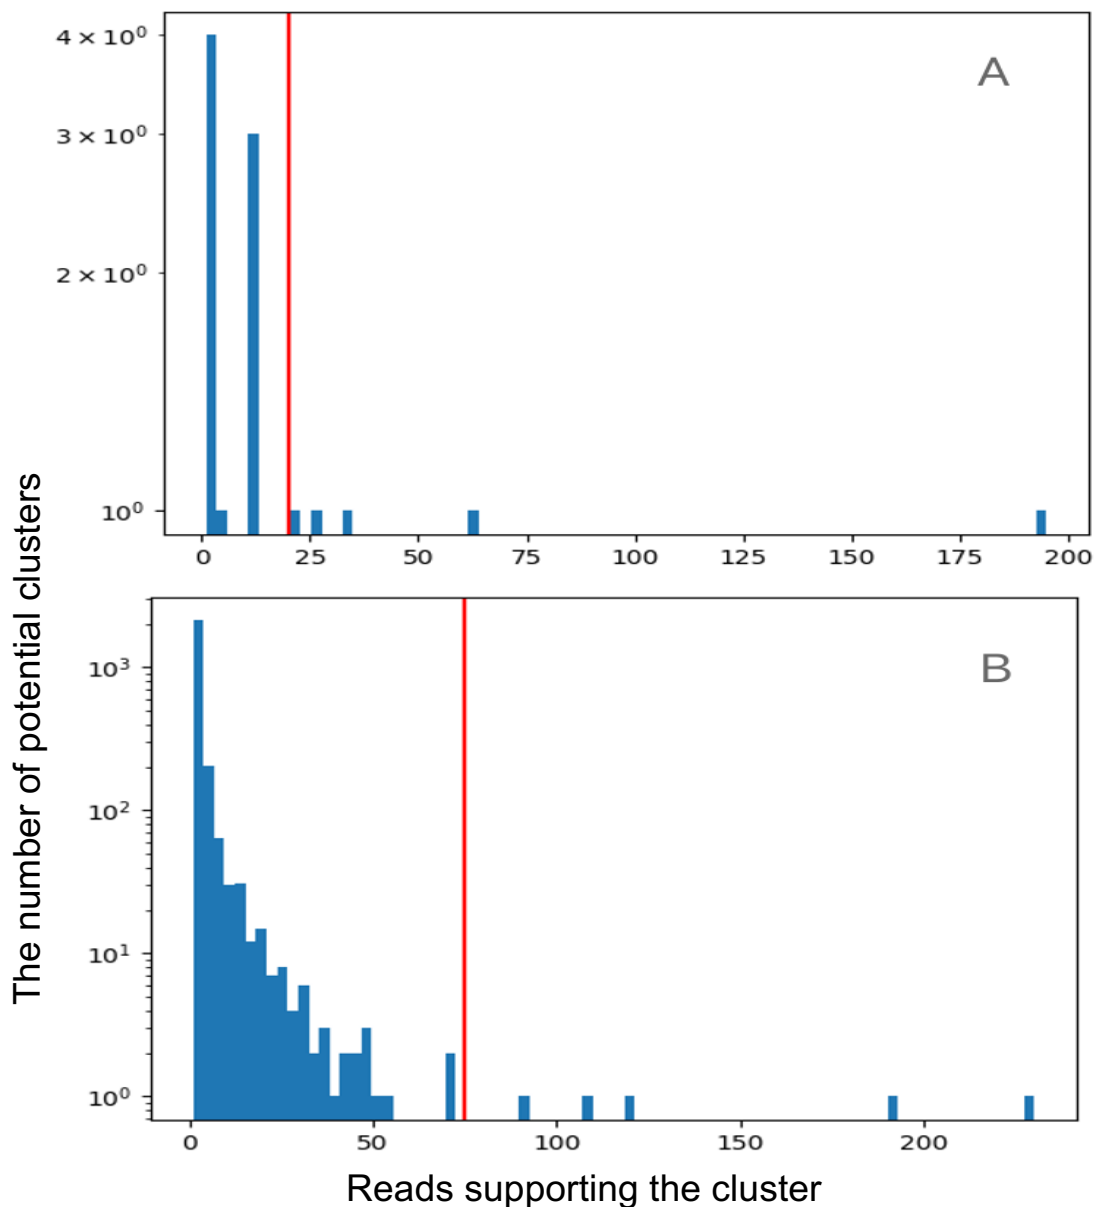 4 × 10⁰
A
3 × 10⁰
2 × 10⁰
10⁰
0 25 50 75 100 125 150 175 200
The number of potential clusters
10³
B
10²
10¹
10⁰
0 50 100 150 200
Reads supporting the cluster